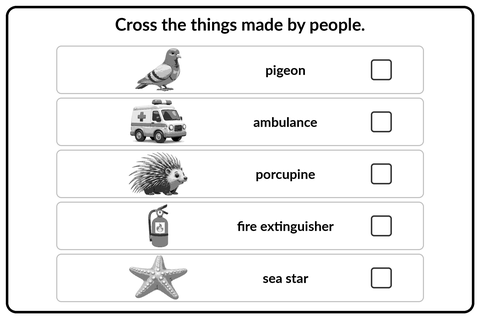 Cross the things made by people.
pigeon
ambulance
porcupine
fire extinguisher
sea star